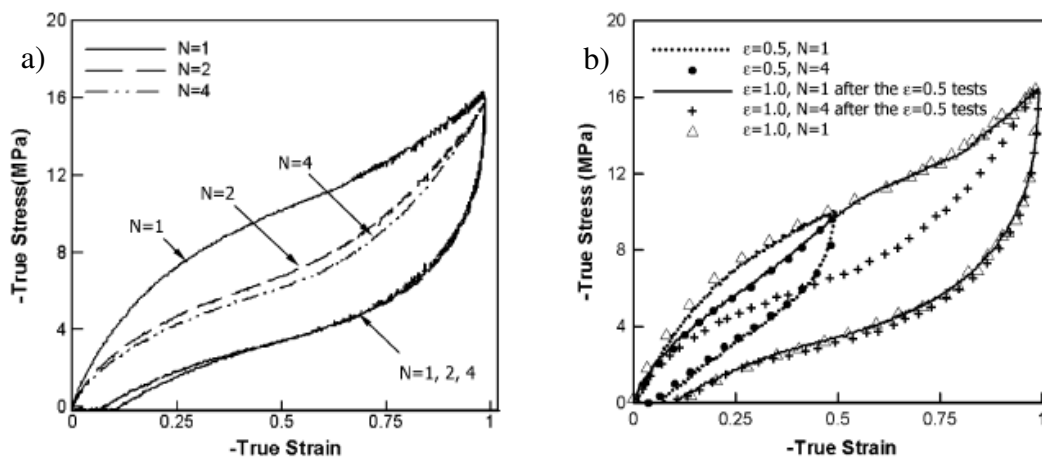 a)
20
16
12
8
4
0
-True Stress(MPa)
N=1
N=2
N=4
N=4
N=2
N=1
N=1, 2, 4
0
0.25
0.5
0.75
1
-True Strain
b)
20
16
12
8
4
0
-True Stress (MPa)
ε=0.5, N=1
ε=0.5, N=4
ε=1.0, N=1 after the ε=0.5 tests
ε=1.0, N=4 after the ε=0.5 tests
ε=1.0, N=1
0
0.25
0.5
0.75
1
-True Strain